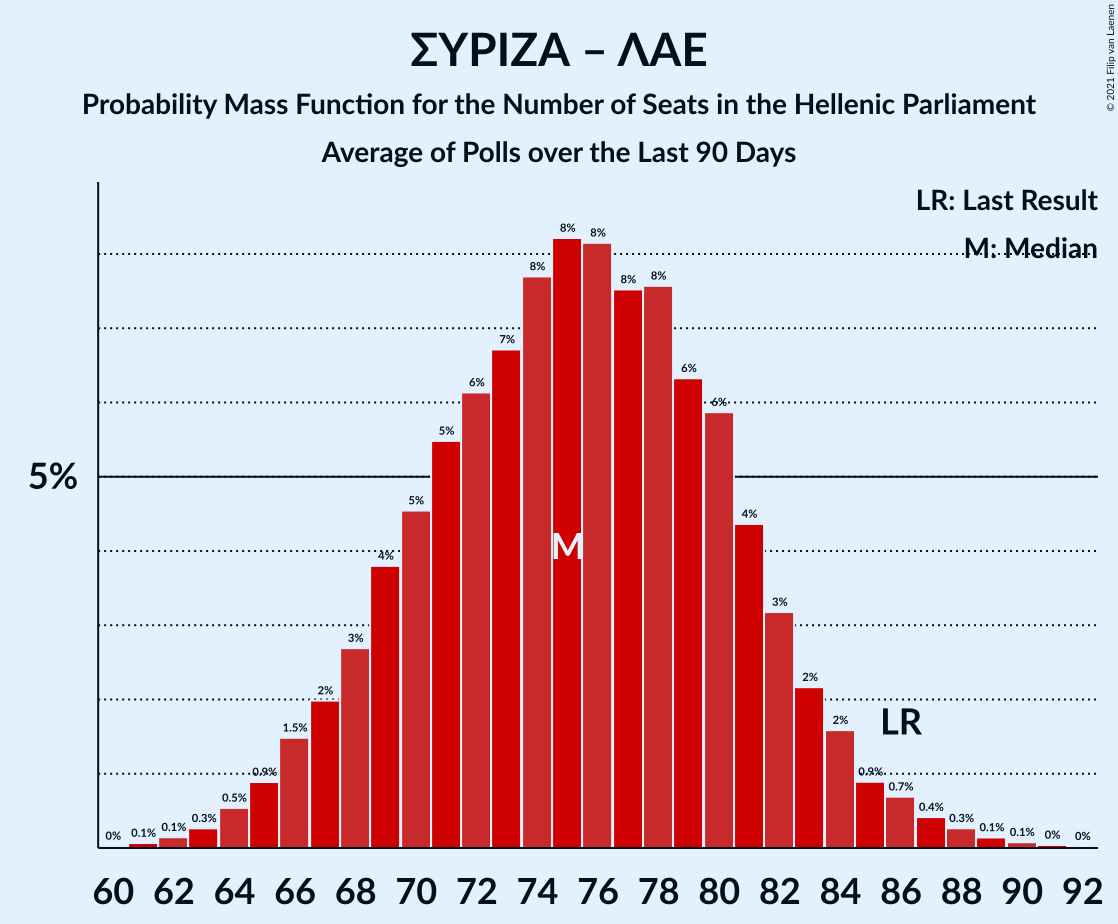 ΣΥΡΙΖΑ – ΛΑΕ
Probability Mass Function for the Number of Seats in the Hellenic Parliament
Average of Polls over the Last 90 Days
© 2021 Filip van Laenen
LR: Last Result
M: Median
5%
0% 0.1% 0.1% 0.3% 0.5% 0.9% 1.5% 2% 3% 4% 5% 5% 6% 7% 8% 8% 8% 8% 8% 6% 6% 4% 3% 2% 2% 0.9% 0.7% 0.4% 0.3% 0.1% 0.1% 0% 0%
M
LR
60 62 64 66 68 70 72 74 76 78 80 82 84 86 88 90 92